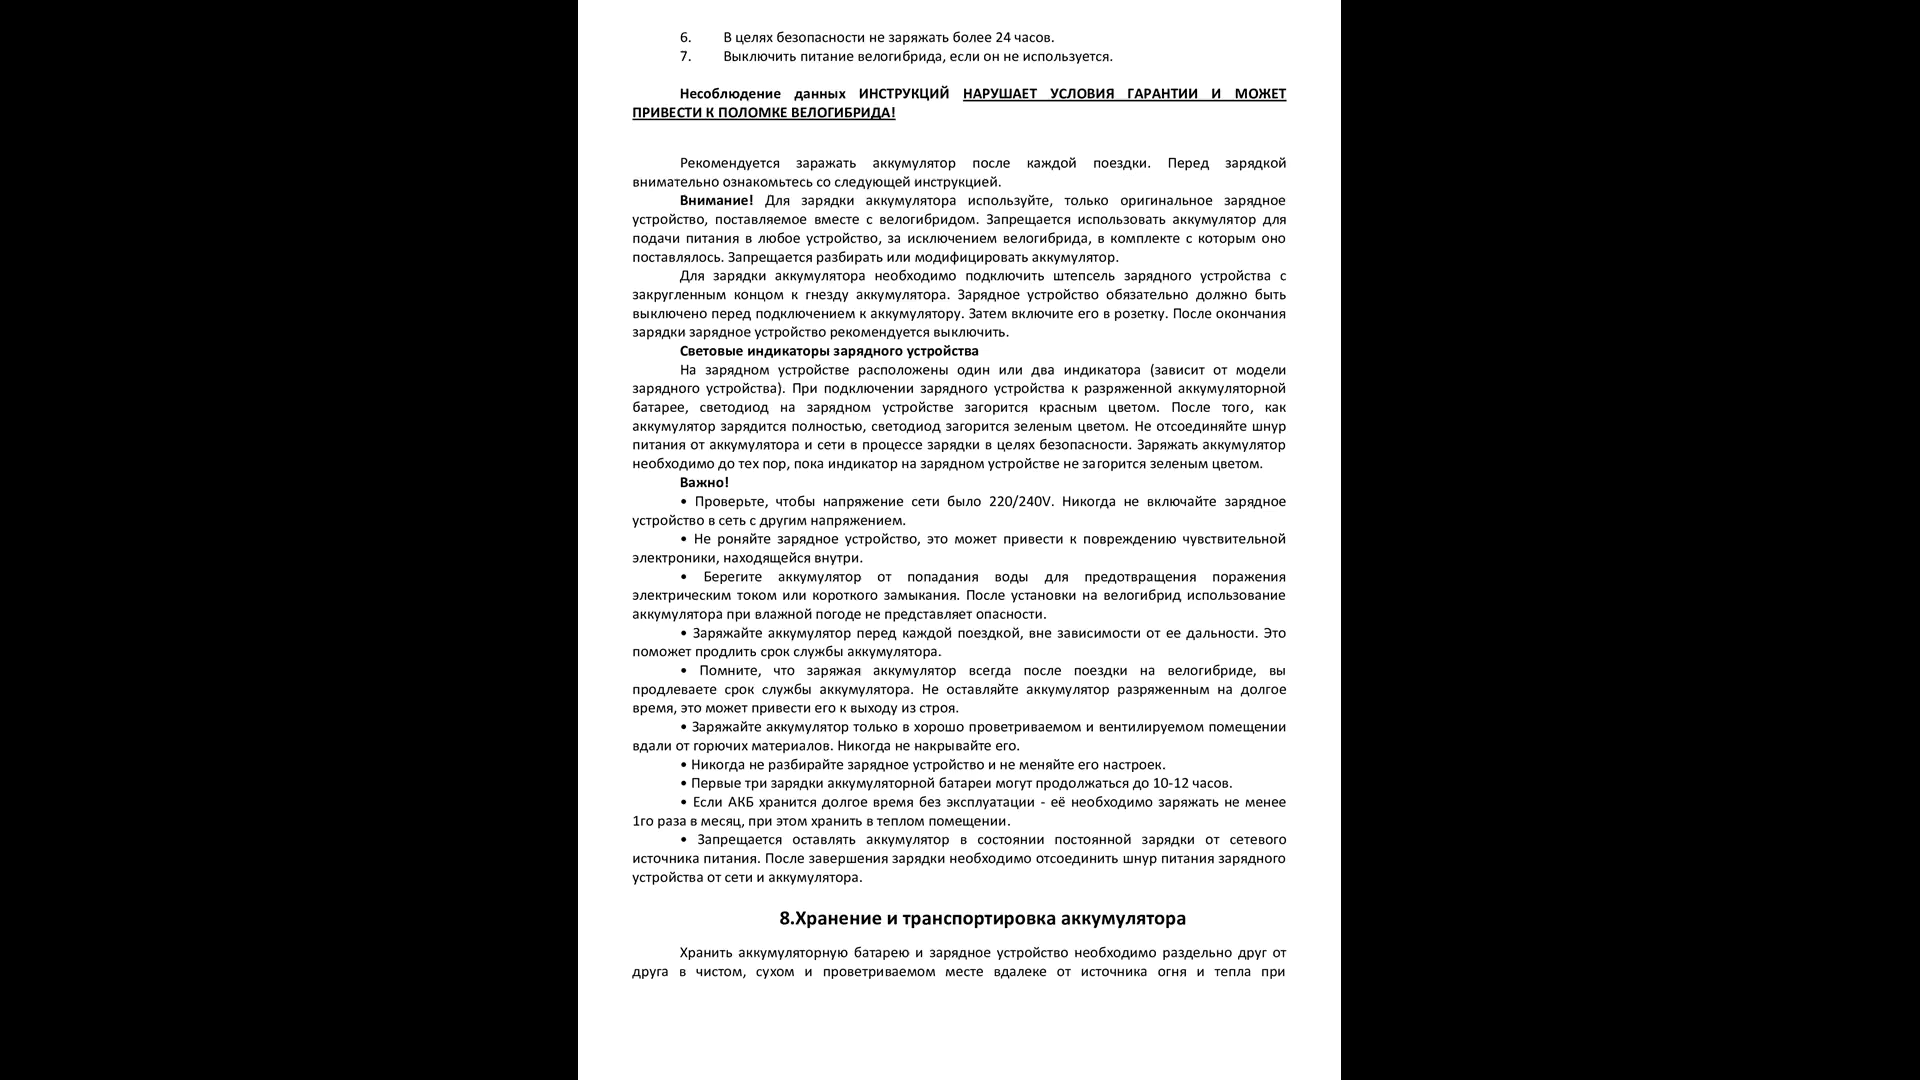 6. В целях безопасности не заряжать более 24 часов.
7. Выключить питание велогибрида, если он не используется.
Несоблюдение данных ИНСТРУКЦИЙ НАРУШАЕТ УСЛОВИЯ ГАРАНТИИ И МОЖЕТ
ПРИВЕСТИ К ПОЛОМКЕ ВЕЛОГИБРИДА!
Рекомендуется заражать аккумулятор после каждой поездки. Перед зарядкой
внимательно ознакомьтесь со следующей инструкцией.
Внимание! Для зарядки аккумулятора используйте, только оригинальное зарядное
устройство, поставляемое вместе с велогибридом. Запрещается использовать аккумулятор для
подачи питания в любое устройство, за исключением велогибрида, в комплекте с которым оно
поставлялось. Запрещается разбирать или модифицировать аккумулятор.
Для зарядки аккумулятора необходимо подключить штепсель зарядного устройства с
закругленным концом к гнезду аккумулятора. Зарядное устройство обязательно должно быть
выключено перед подключением к аккумулятору. Затем включите его в розетку. После окончания
зарядки зарядное устройство рекомендуется выключить.
Световые индикаторы зарядного устройства
На зарядном устройстве расположены один или два индикатора (зависит от модели
зарядного устройства). При подключении зарядного устройства к разряженной аккумуляторной
батарее, светодиод на зарядном устройстве загорится красным цветом. После того, как
аккумулятор зарядится полностью, светодиод загорится зеленым цветом. Не отсоединяйте шнур
питания от аккумулятора и сети в процессе зарядки в целях безопасности. Заряжать аккумулятор
необходимо до тех пор, пока индикатор на зарядном устройстве не загорится зеленым цветом.
Важно!
• Проверьте, чтобы напряжение сети было 220/240V. Никогда не включайте зарядное
устройство в сеть с другим напряжением.
• Не роняйте зарядное устройство, это может привести к повреждению чувствительной
электроники, находящейся внутри.
• Берегите аккумулятор от попадания воды для предотвращения поражения
электрическим током или короткого замыкания. После установки на велогибрид использование
аккумулятора при влажной погоде не представляет опасности.
• Заряжайте аккумулятор перед каждой поездкой, вне зависимости от ее дальности. Это
поможет продлить срок службы аккумулятора.
• Помните, что заряжая аккумулятор всегда после поездки на велогибриде, вы
продлеваете срок службы аккумулятора. Не оставляйте аккумулятор разряженным на долгое
время, это может привести его к выходу из строя.
• Заряжайте аккумулятор только в хорошо проветриваемом и вентилируемом помещении
вдали от горючих материалов. Никогда не накрывайте его.
• Никогда не разбирайте зарядное устройство и не меняйте его настроек.
• Первые три зарядки аккумуляторной батареи могут продолжаться до 10-12 часов.
• Если АКБ хранится долгое время без эксплуатации - её необходимо заряжать не менее
1го раза в месяц, при этом хранить в теплом помещении.
• Запрещается оставлять аккумулятор в состоянии постоянной зарядки от сетевого
источника питания. После завершения зарядки необходимо отсоединить шнур питания зарядного
устройства от сети и аккумулятора.
8.Хранение и транспортировка аккумулятора
Хранить аккумуляторную батарею и зарядное устройство необходимо раздельно друг от
друга в чистом, сухом и проветриваемом месте вдалеке от источника огня и тепла при